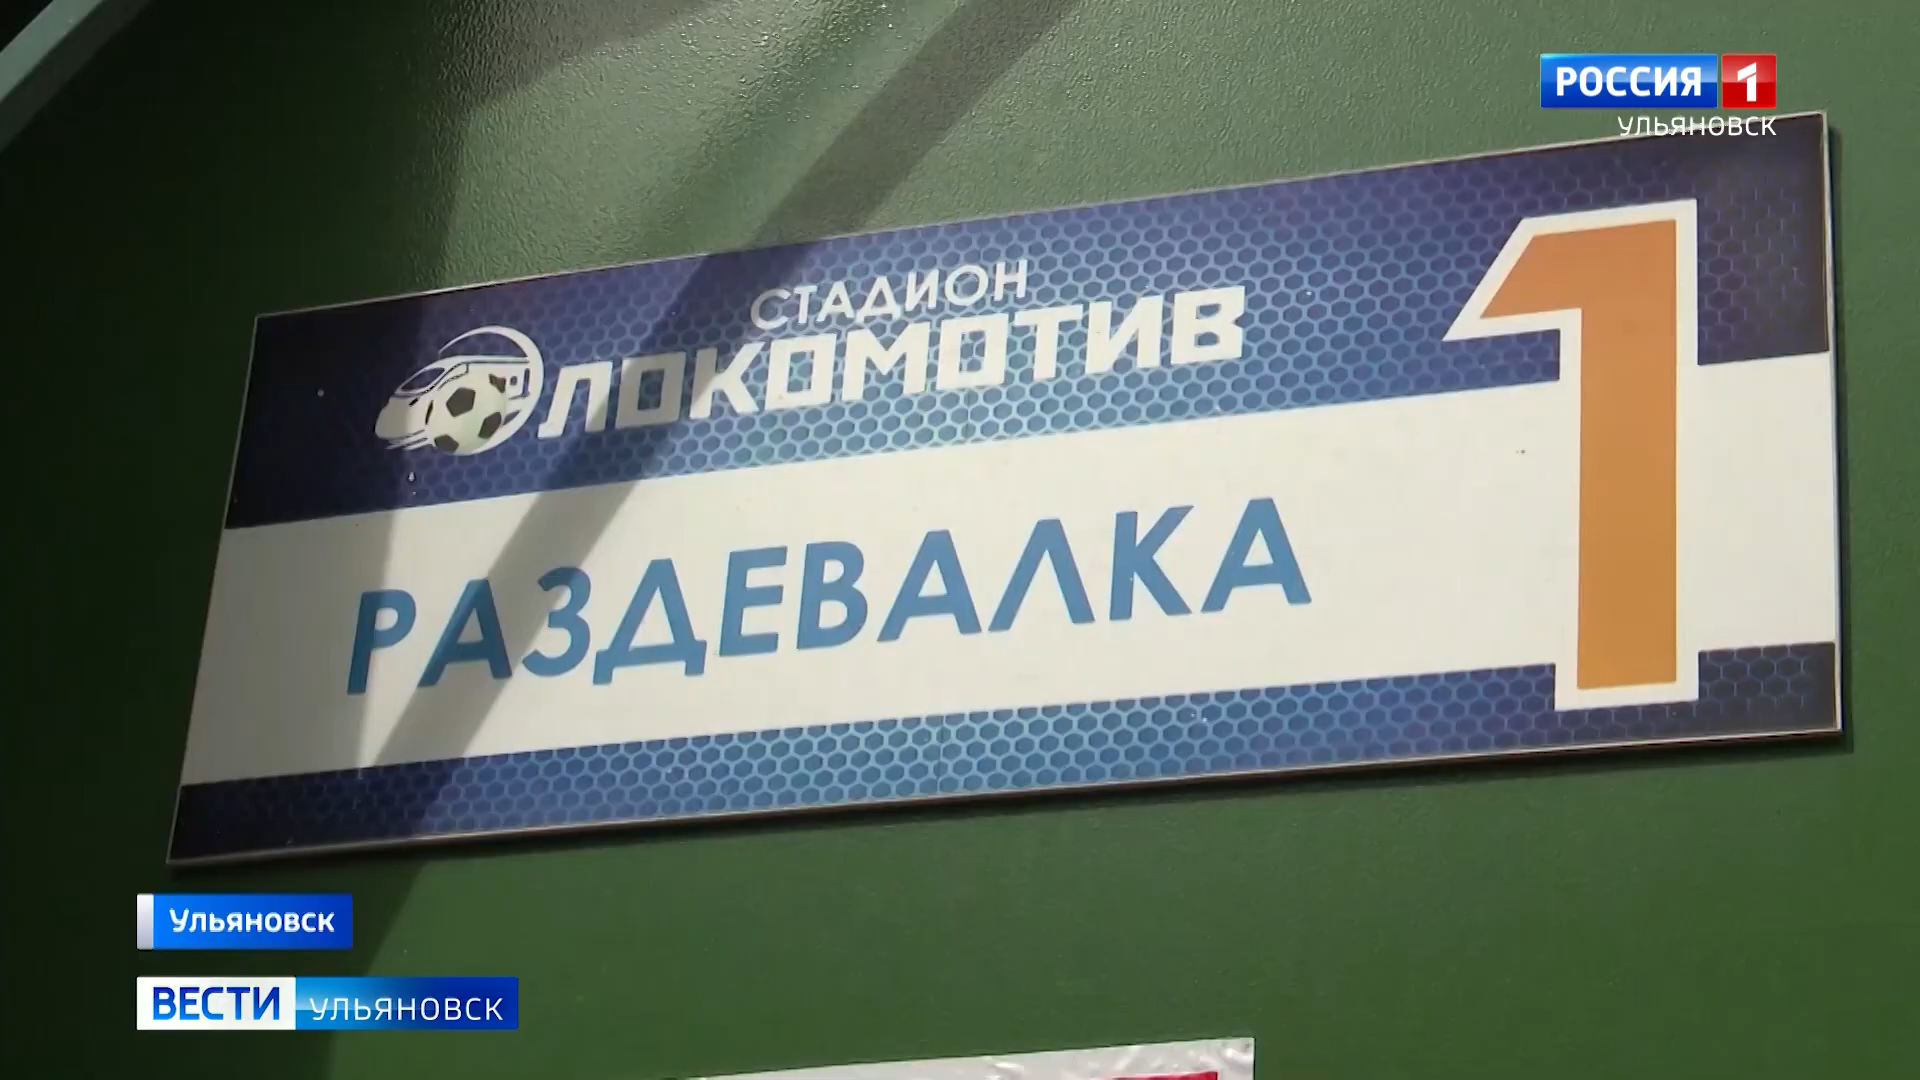 РОССИЯ 1
УЛЬЯНОВСК
СТАДИОН
ЛОКОМОТИВ
1
РАЗДЕВАЛКА
Ульяновск
ВЕСТИ УЛЬЯНОВСК